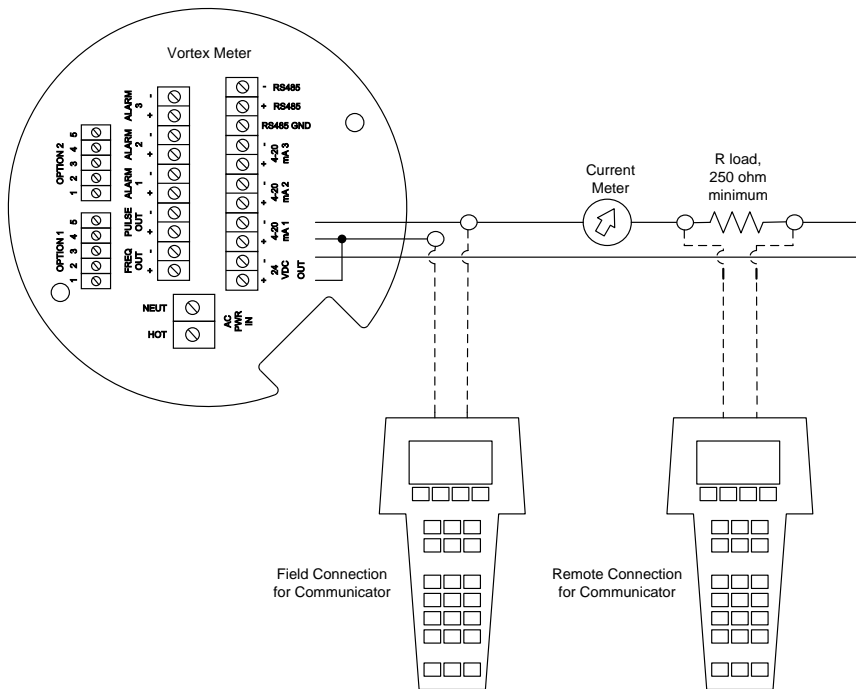 Vortex Meter
- RS485
+ RS485
RS485 GND
- 4-20
+ mA 3
- 4-20
+ mA 2
- 4-20
+ mA 1
- 24
VDC
+ OUT
ALARM
3
-
+
ALARM
2
-
+
ALARM
1
-
+
PULSE
OUT
-
+
FREQ
OUT
-
+
OPTION 2
5
4
3
2
1
OPTION 1
5
4
3
2
1
NEUT
HOT
AC
PWR
IN
Current
Meter
R load,
250 ohm
minimum
Field Connection
for Communicator
Remote Connection
for Communicator